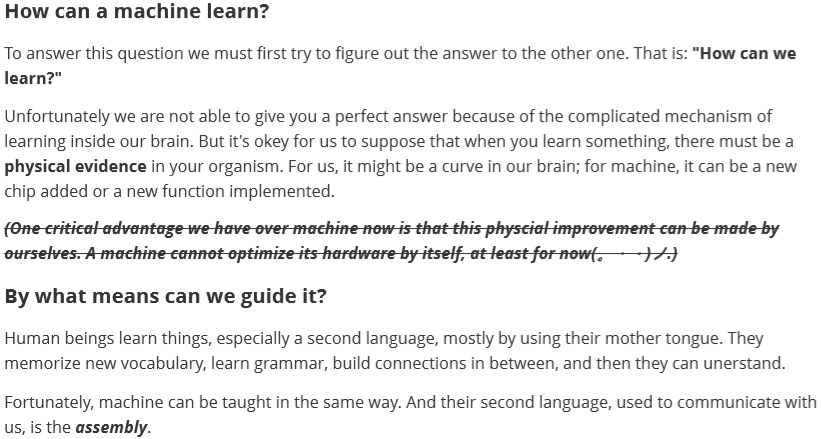 How can a machine learn?
To answer this question we must first try to figure out the answer to the other one. That is: "How can we
learn?"
Unfortunately we are not able to give you a perfect answer because of the complicated mechanism of
learning inside our brain. But it's okey for us to suppose that when you learn something, there must be a
physical evidence in your organism. For us, it might be a curve in our brain; for machine, it can be a new
chip added or a new function implemented.
(One critical advantage we have over machine now is that this physcial improvement can be made by
ourselves. A machine cannot optimize its hardware by itself, at least for now(。・・)ノ.)
By what means can we guide it?
Human beings learn things, especially a second language, mostly by using their mother tongue. They
memorize new vocabulary, learn grammar, build connections in between, and then they can unerstand.
Fortunately, machine can be taught in the same way. And their second language, used to communicate with
us, is the assembly.